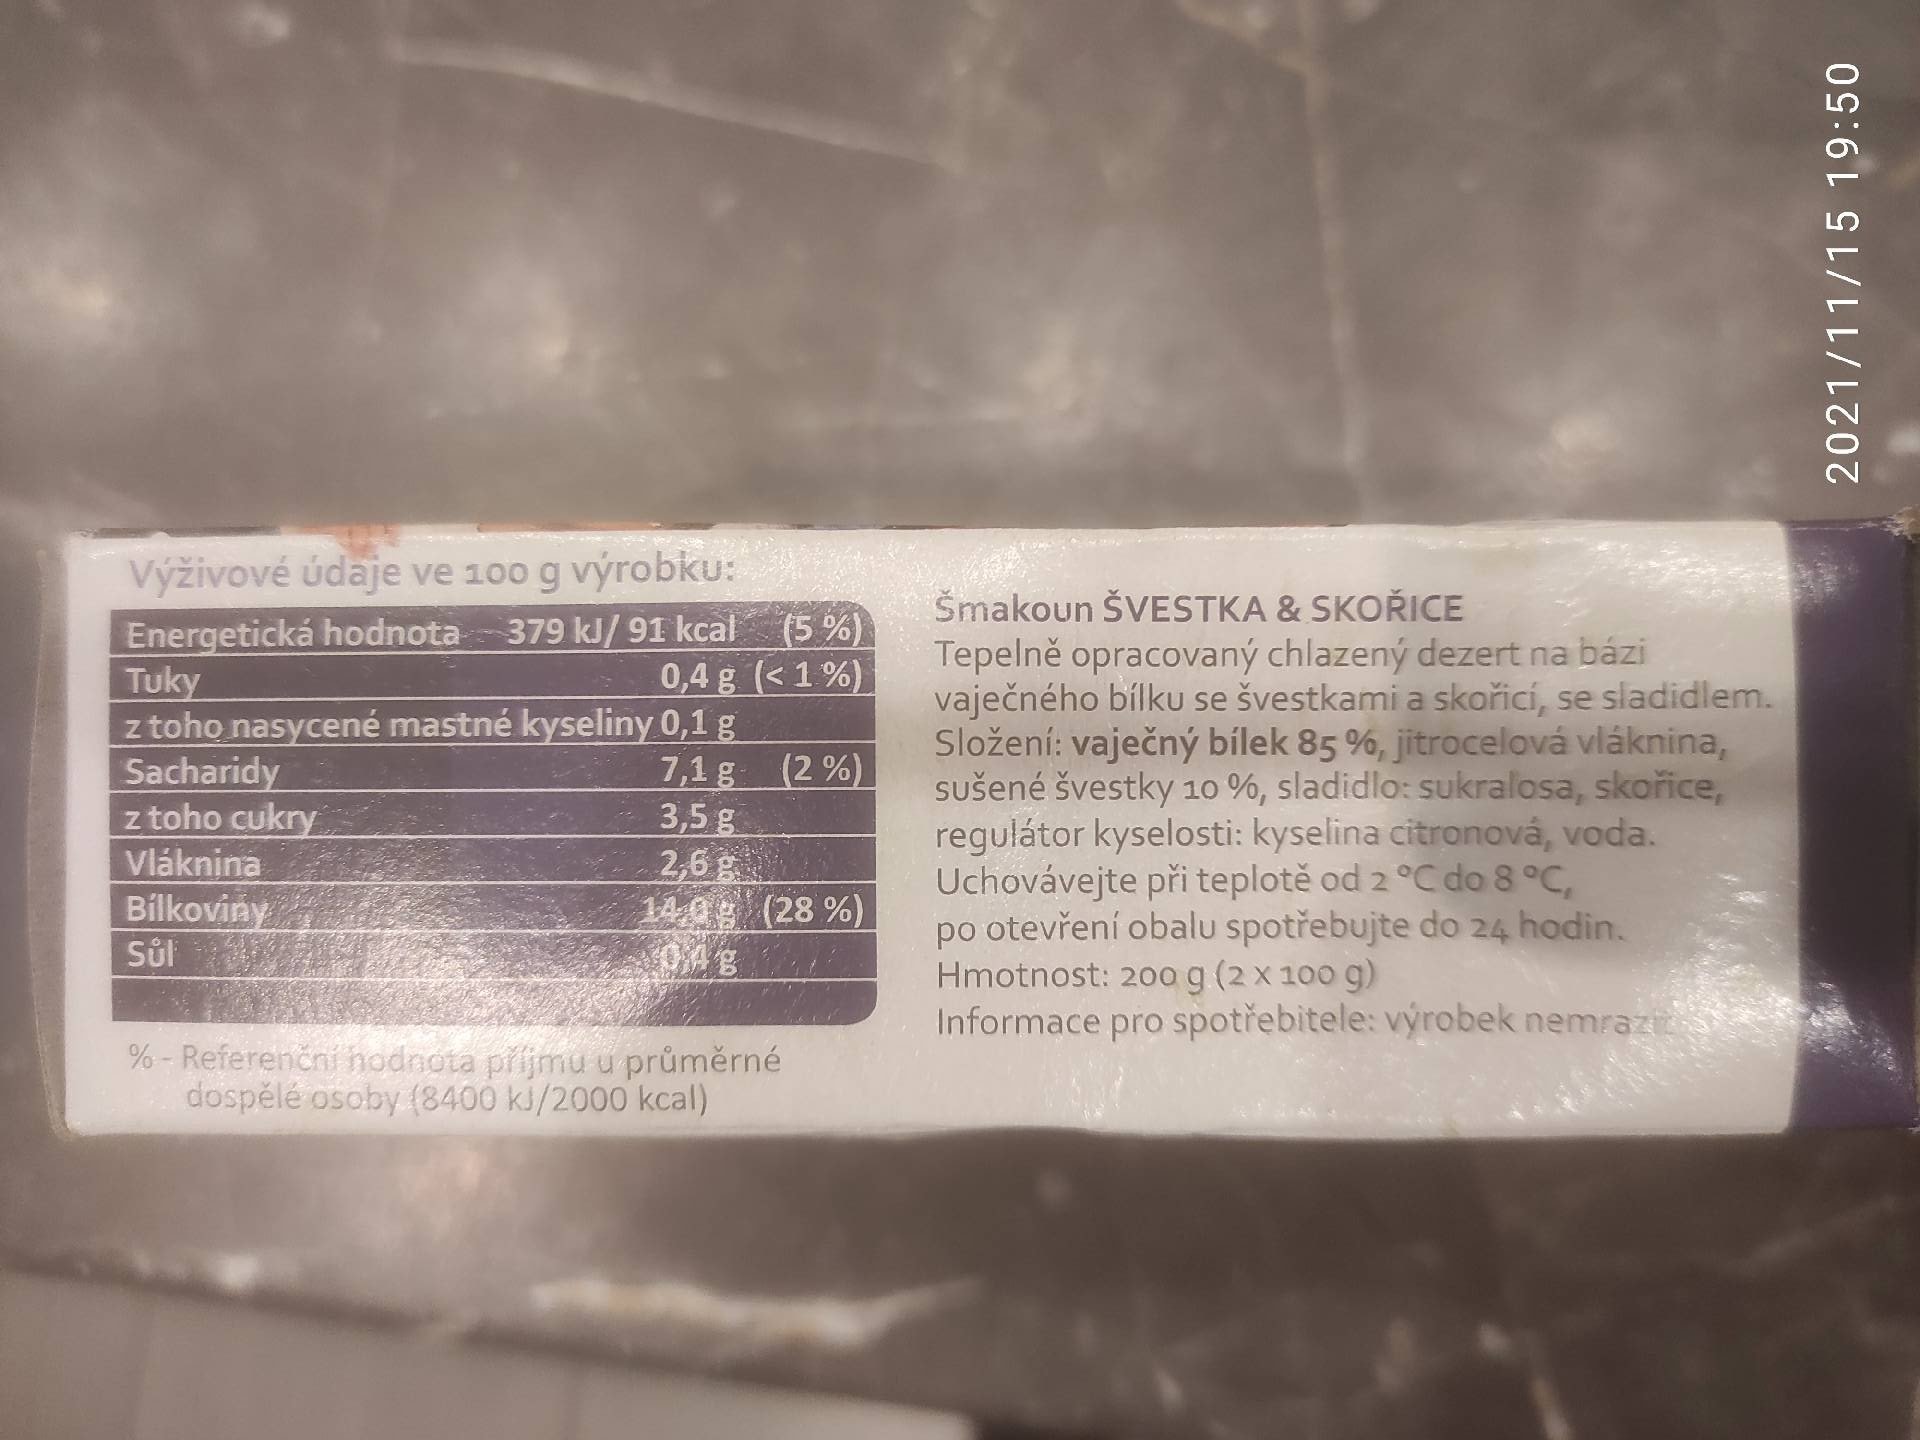 Výživové údaje ve 100 g výrobku:
Energetická hodnota 379 kJ/ 91 kcal (5 %)
Tuky 0,4 g (< 1 %)
z toho nasycené mastné kyseliny 0,1 g
Sacharidy 7,1 g (2 %)
z toho cukry 3,5 g
Vláknina 2,6 g
Bílkoviny 14,0 g (28 %)
Sůl 0,4 g
% - Referenční hodnota příjmu u průměrné
dospělé osoby (8400 kJ/2000 kcal)
Šmakoun ŠVESTKA & SKOŘICE
Tepelně opracovaný chlazený dezert na bázi
vaječného bílku se švestkami a skořicí, se sladidlem.
Složení: vaječný bílek 85 %, jitrocelová vláknina,
sušené švestky 10 %, sladidlo: sukralosa, skořice,
regulátor kyselosti: kyselina citronová, voda.
Uchovávejte při teplotě od 2 °C do 8 °C,
po otevření obalu spotřebujte do 24 hodin.
Hmotnost: 200 g (2 x 100 g)
Informace pro spotřebitele: výrobek nemrazit
2021/11/15 19:50